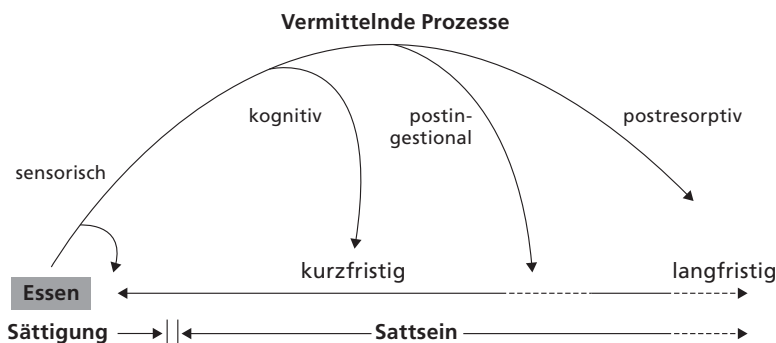 Vermittelnde Prozesse
kognitiv
postin-
gestional
postresorptiv
sensorisch
kurzfristig
langfristig
Essen
Sättigung
Sattsein